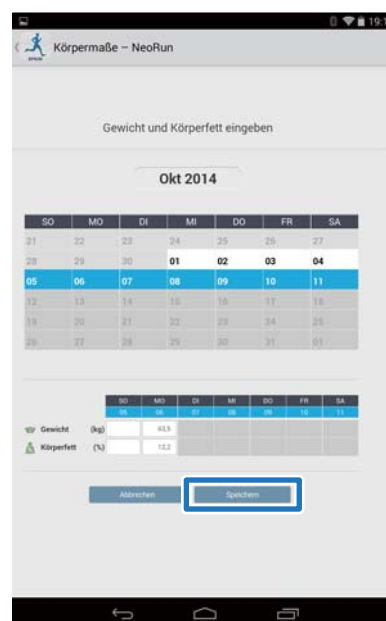 19:1
Körpermaße – NeoRun
EPSON
Gewicht und Körperfett eingeben
Okt 2014
SO MO DI MI DO FR SA
21 22 23 24 25 26 27
28 29 30 01 02 03 04
05 06 07 08 09 10 11
12 13 14 15 16 17 18
19 20 21 22 23 24 25
26 27 28 29 30 31 01
SO MO DI MI DO FR SA
05 06 07 08 09 10 11
Gewicht (kg) 63,5
Körperfett (%) 12,2
Abbrechen Speichern